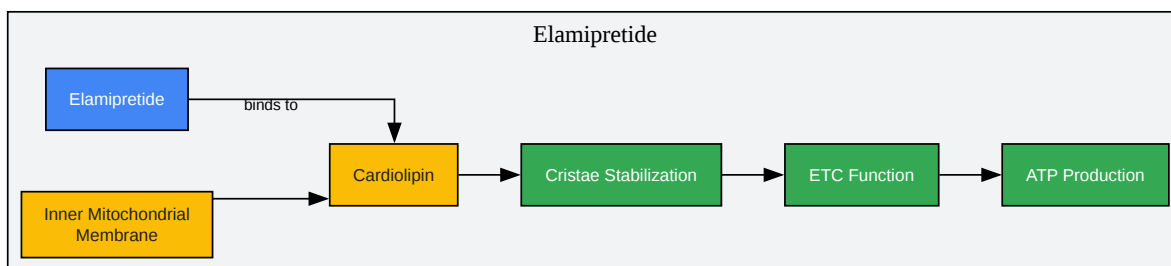 Elamipretide
Elamipretide
binds to
Cardiolipin
Cristae Stabilization
ETC Function
ATP Production
Inner Mitochondrial
Membrane